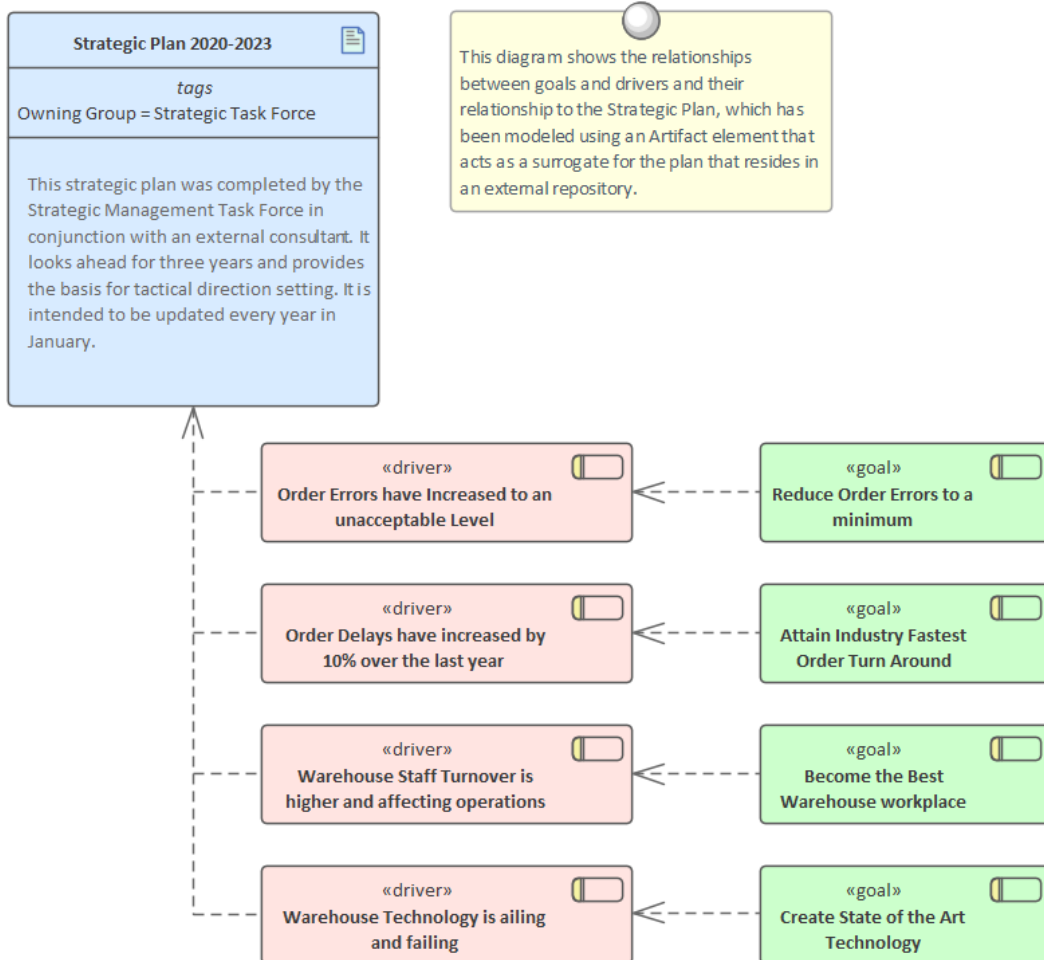 Strategic Plan 2020-2023
tags
Owning Group = Strategic Task Force
This strategic plan was completed by the
Strategic Management Task Force in
conjunction with an external consultant. It
looks ahead for three years and provides
the basis for tactical direction setting. It is
intended to be updated every year in
January.
This diagram shows the relationships
between goals and drivers and their
relationship to the Strategic Plan, which has
been modeled using an Artifact element that
acts as a surrogate for the plan that resides in
an external repository.
«driver»
Order Errors have Increased to an
unacceptable Level
«goal»
Reduce Order Errors to a
minimum
«driver»
Order Delays have increased by
10% over the last year
«goal»
Attain Industry Fastest
Order Turn Around
«driver»
Warehouse Staff Turnover is
higher and affecting operations
«goal»
Become the Best
Warehouse workplace
«driver»
Warehouse Technology is ailing
and failing
«goal»
Create State of the Art
Technology